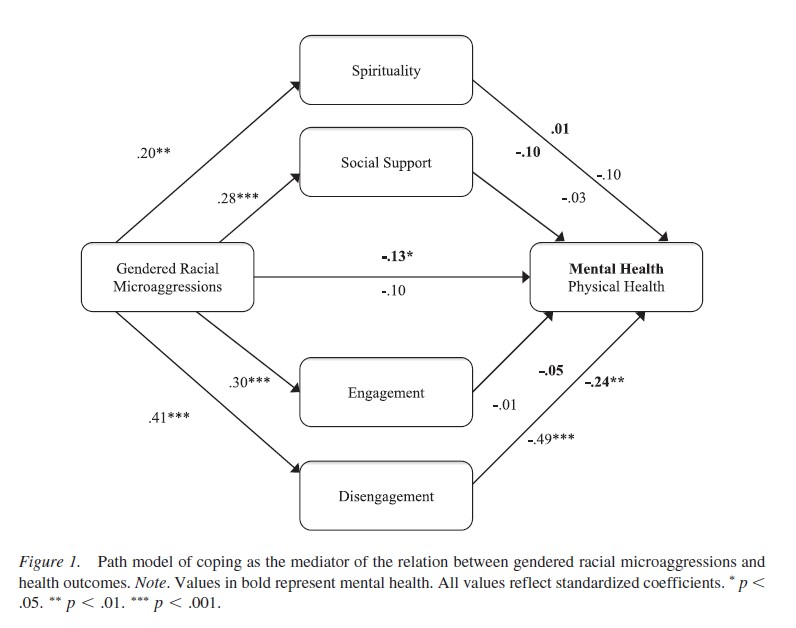 Spirituality
.01
-.10
.20**
Social Support
-.10
.28***
-.03
-.13*
Gendered Racial
Microaggressions
Mental Health
Physical Health
-.10
-.05
.30***
-.24**
Engagement
-.01
.41***
-.49***
Disengagement
Figure 1. Path model of coping as the mediator of the relation between gendered racial microaggressions and
health outcomes. Note. Values in bold represent mental health. All values reflect standardized coefficients. * p <
.05. ** p < .01. *** p < .001.